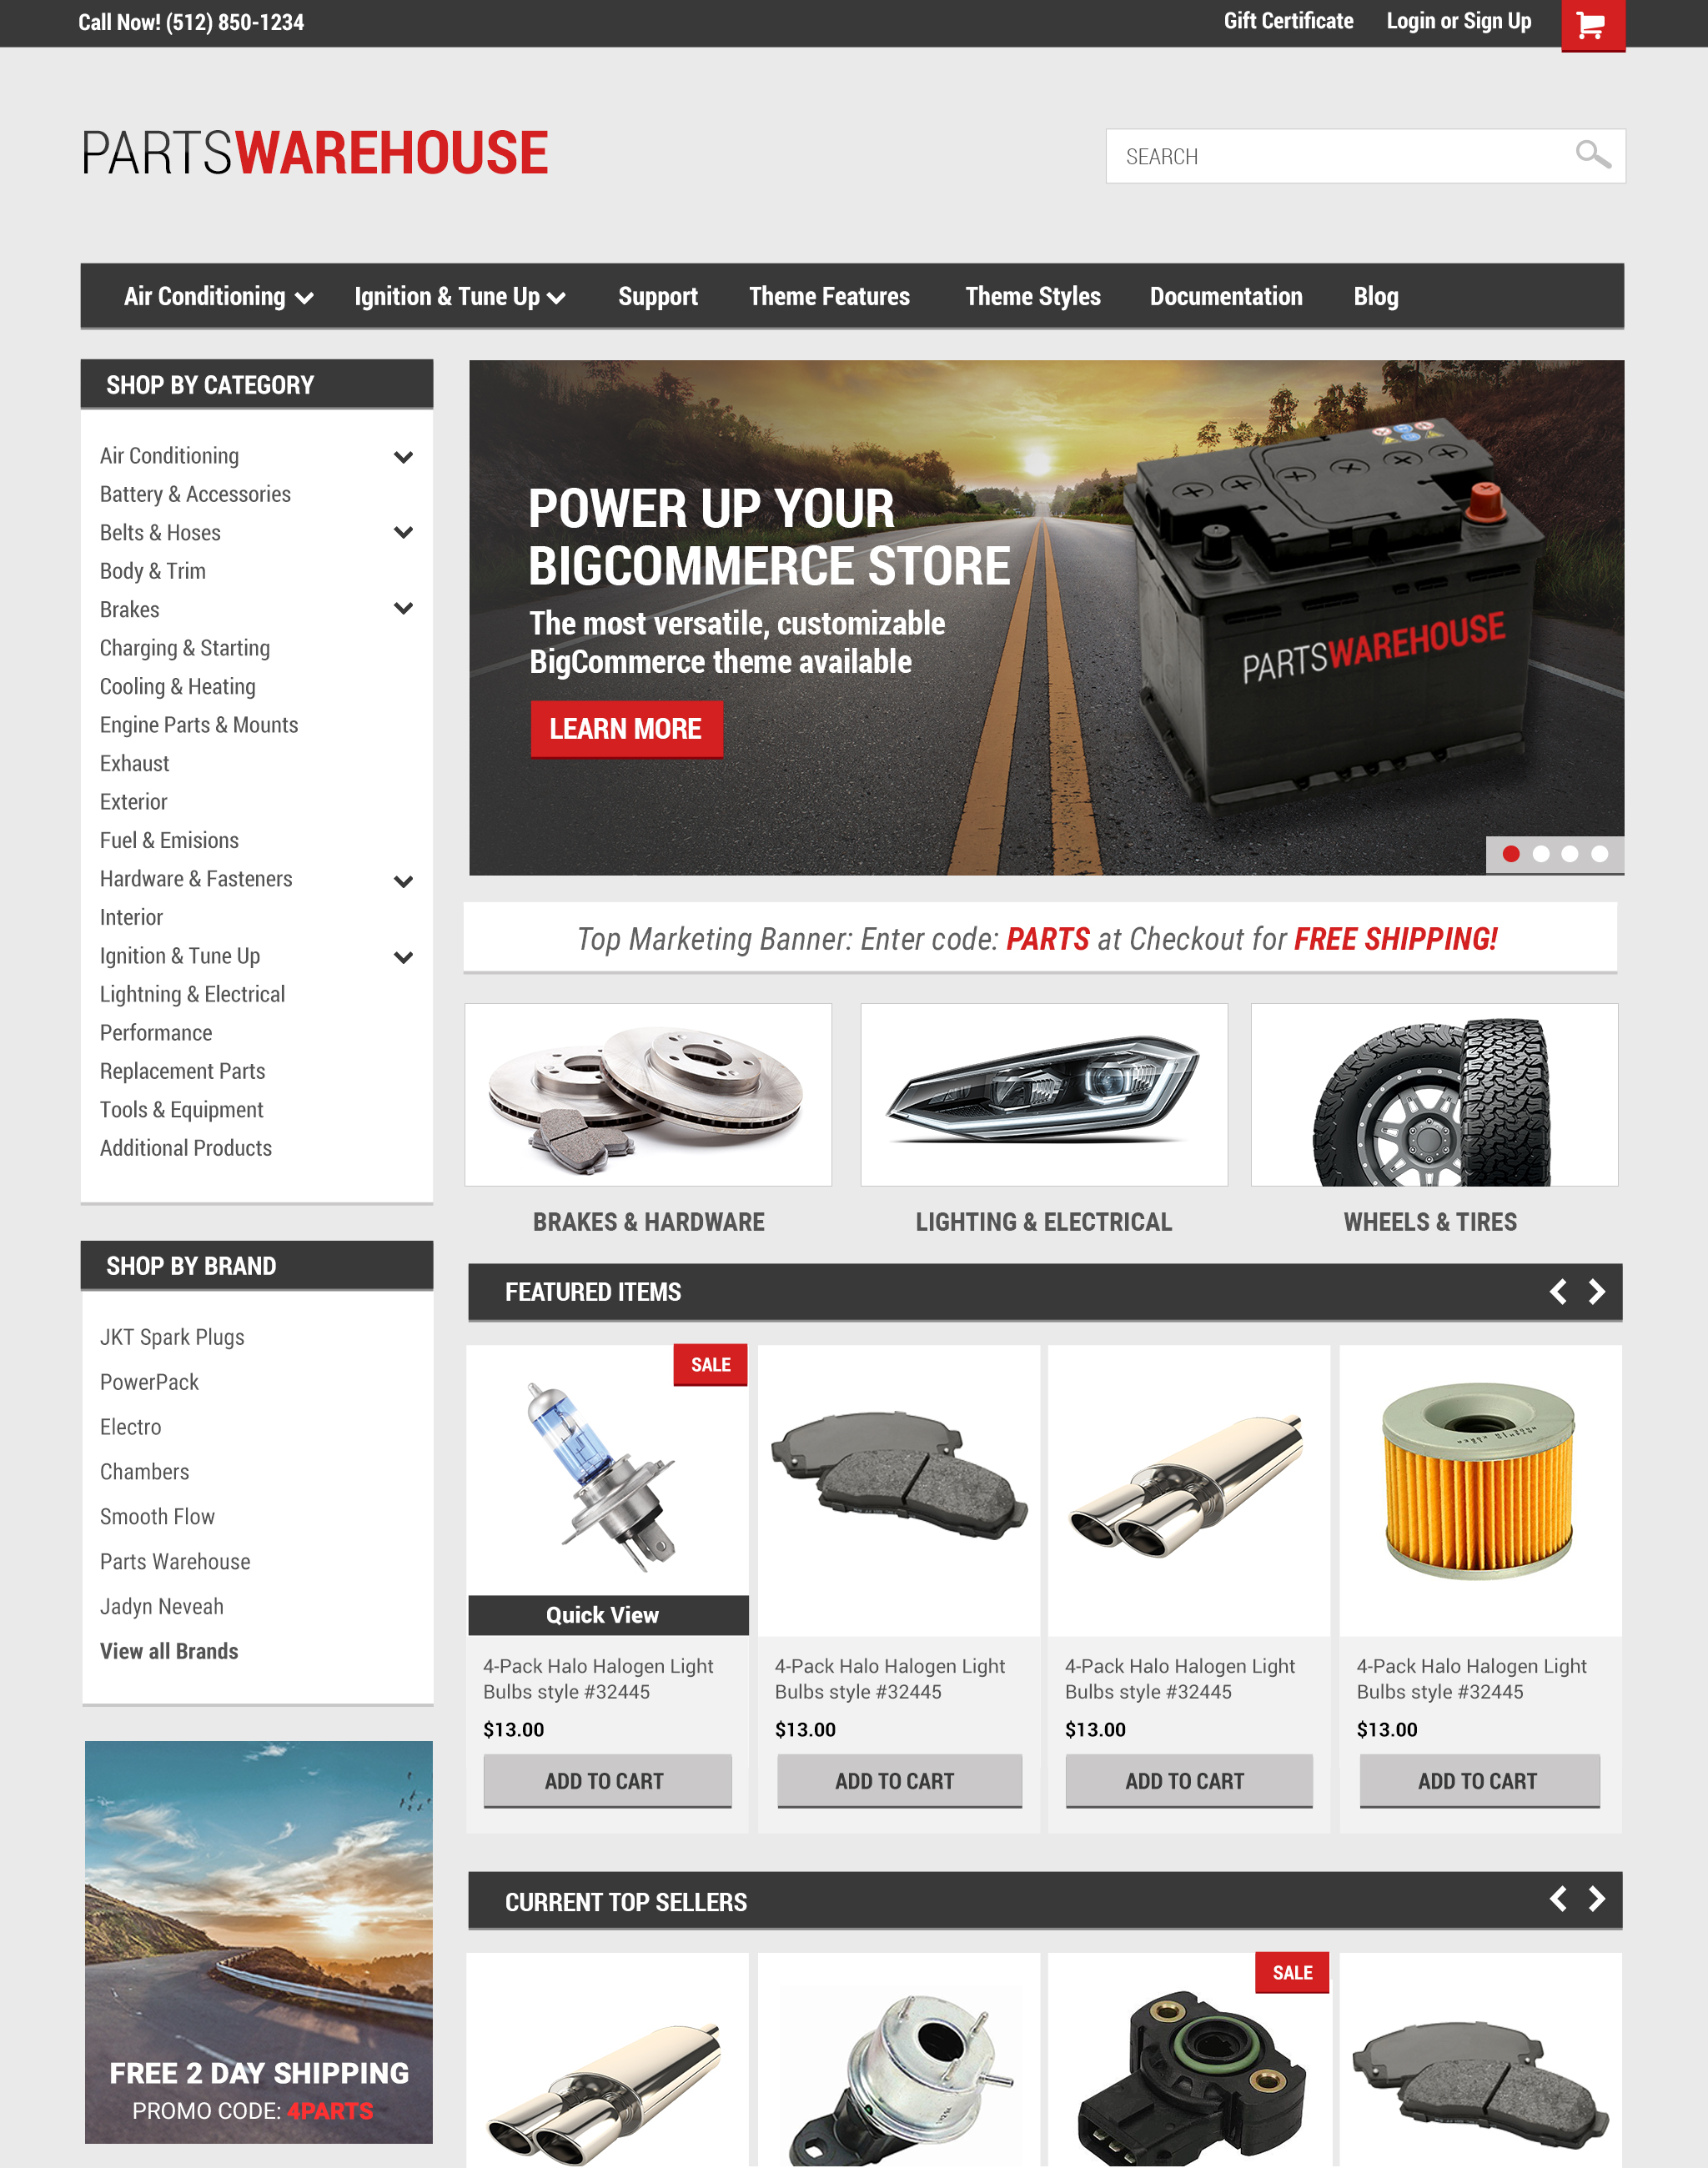 Call Now! (512) 850-1234
Gift Certificate
Login or Sign Up
PARTSWAREHOUSE
SEARCH
Air Conditioning
Ignition & Tune Up
Support
Theme Features
Theme Styles
Documentation
Blog
SHOP BY CATEGORY
Air Conditioning
Battery & Accessories
Belts & Hoses
Body & Trim
Brakes
Charging & Starting
Cooling & Heating
Engine Parts & Mounts
Exhaust
Exterior
Fuel & Emisions
Hardware & Fasteners
Interior
Ignition & Tune Up
Lightning & Electrical
Performance
Replacement Parts
Tools & Equipment
Additional Products
SHOP BY BRAND
JKT Spark Plugs
PowerPack
Electro
Chambers
Smooth Flow
Parts Warehouse
Jadyn Neveah
View all Brands
FREE 2 DAY SHIPPING
PROMO CODE: 4PARTS
POWER UP YOUR
BIGCOMMERCE STORE
The most versatile, customizable
BigCommerce theme available
LEARN MORE
PARTSWAREHOUSE
Top Marketing Banner: Enter code: PARTS at Checkout for FREE SHIPPING!
BRAKES & HARDWARE
LIGHTING & ELECTRICAL
WHEELS & TIRES
FEATURED ITEMS
SALE
Quick View
4-Pack Halo Halogen Light
Bulbs style #32445
$13.00
ADD TO CART
4-Pack Halo Halogen Light
Bulbs style #32445
$13.00
ADD TO CART
4-Pack Halo Halogen Light
Bulbs style #32445
$13.00
ADD TO CART
4-Pack Halo Halogen Light
Bulbs style #32445
$13.00
ADD TO CART
CURRENT TOP SELLERS
SALE